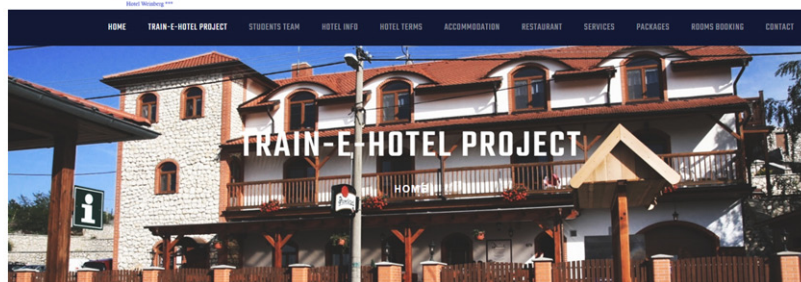 Hotel Weinberg ***
HOME TRAIN-E-HOTEL PROJECT STUDENTS TEAM HOTEL INFO HOTEL TERMS ACCOMMODATION RESTAURANT SERVICES PACKAGES ROOMS BOOKING CONTACT
TRAIN-E-HOTEL PROJECT
HOME
i